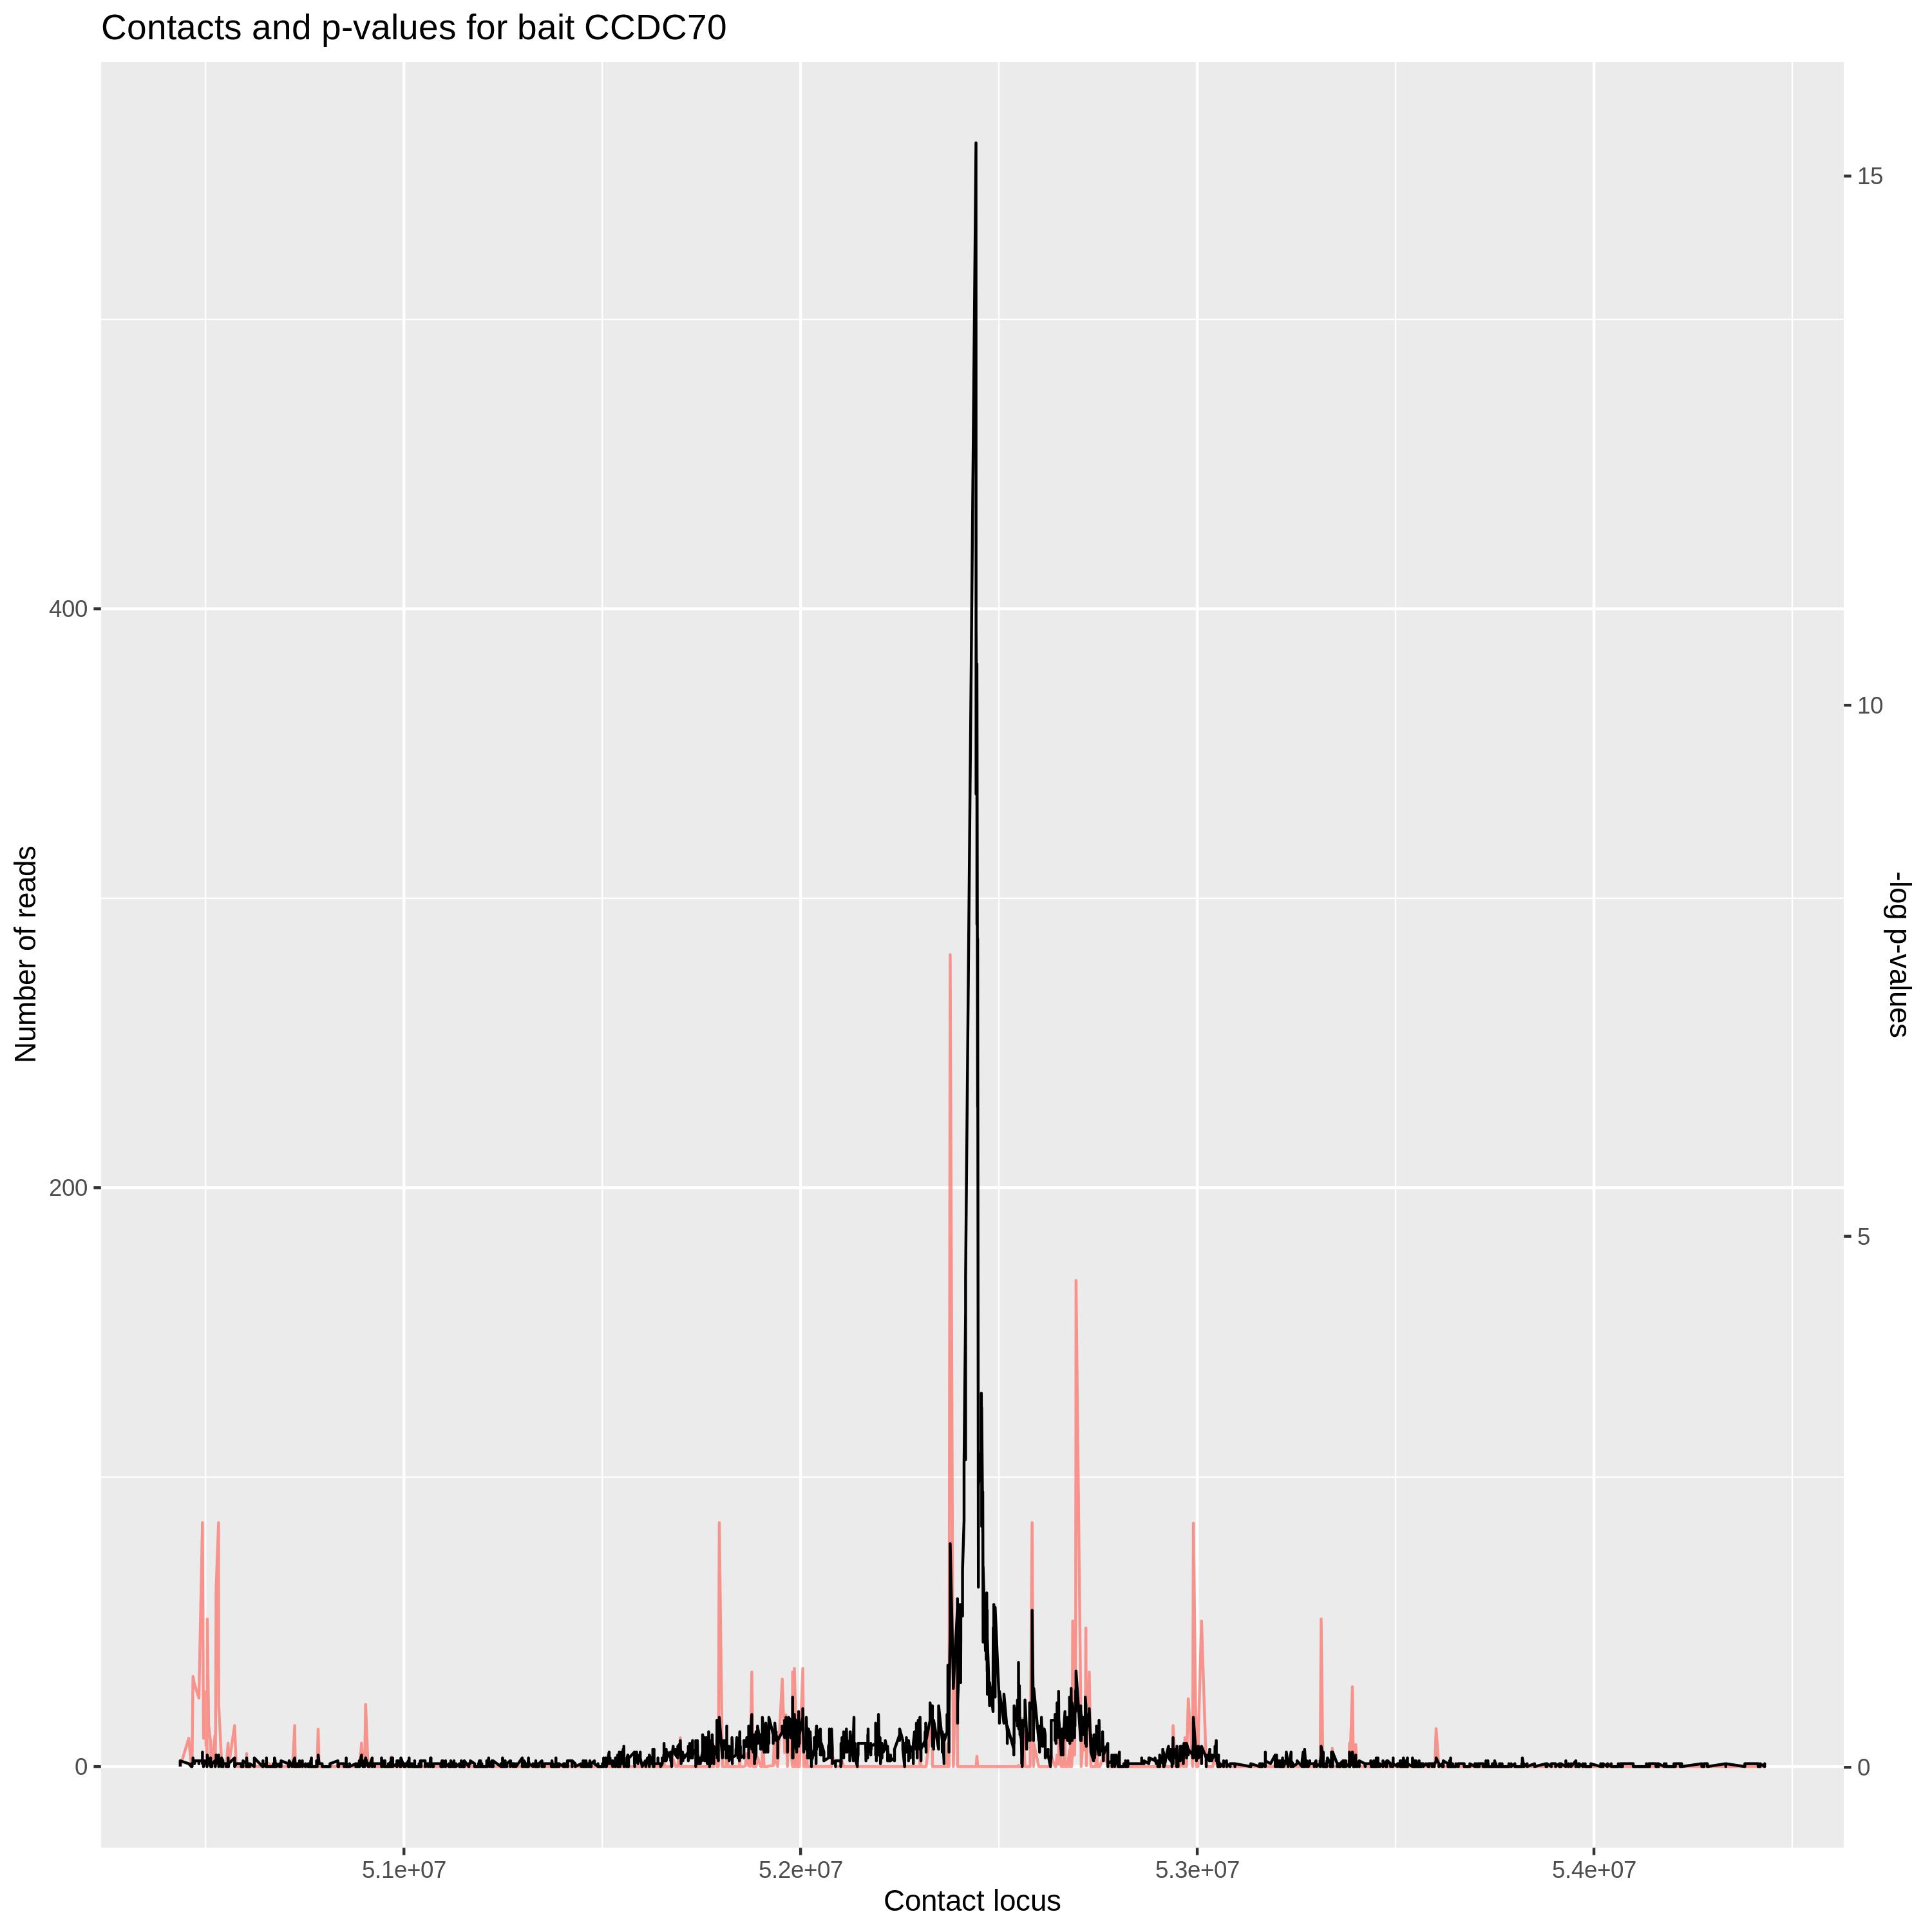 Contacts and p-values for bait CCDC70
15
400
10
Number of reads
-log p-values
200
5
0
0
5.1e+07
5.2e+07
5.3e+07
5.4e+07
Contact locus